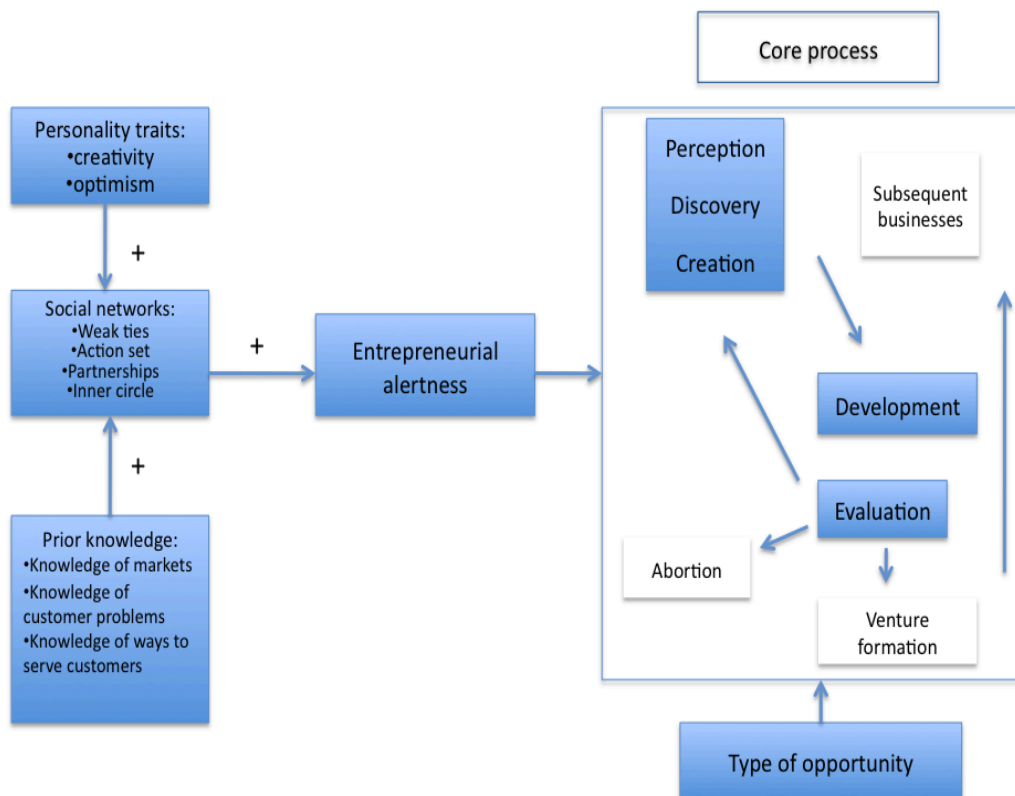 Core process
Personality traits:
•creativity
•optimism
+
Social networks:
•Weak ties
•Action set
•Partnerships
•Inner circle
+
Prior knowledge:
•Knowledge of markets
•Knowledge of
customer problems
•Knowledge of ways to
serve customers
+
Entrepreneurial
alertness
Perception
Discovery
Creation
Subsequent
businesses
Development
Evaluation
Abortion
Venture
formation
Type of opportunity